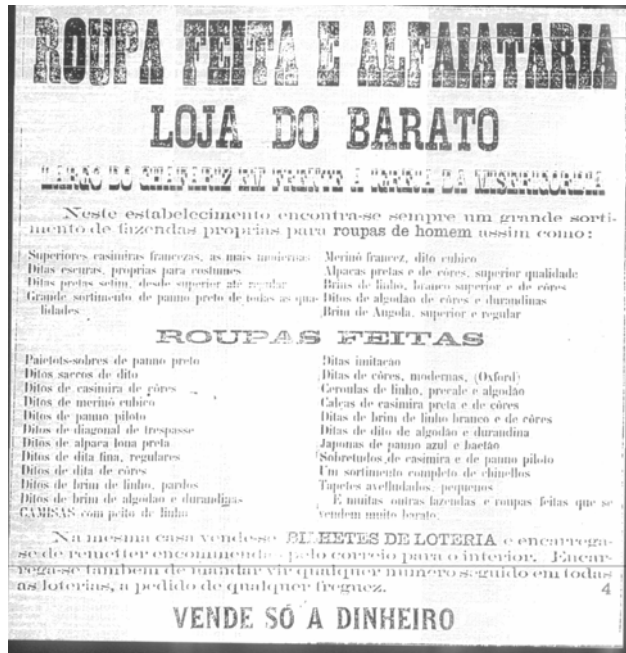 ROUPA FEITA E ALFAIATARIA
LOJA DO BARATO
LARGO DO CHAFARIZ EM FRENTE A IGREJA DA MISERICORDIA
Neste estabelecimento encontra-se sempre um grande sorti-
mento de fazendas proprias para roupas de homem assim como:
Superiores casimiras francezas, as mais modernas
Ditas escuras, proprias para costumes
Ditas pretas setim, desde superior até regular
Grande sortimento de panno preto de todas as qua-
lidades
Merinó francez, dito cubico
Alpacas pretas e de côres, superior qualidade
Brins de linho, branco superior e de côres
Ditos de algodão de côres e durandinas
Brim de Angola, superior e regular
ROUPAS FEITAS
Paietots-sobres de panno preto
Ditos saccos de dito
Ditos de casimira de côres
Ditos de merinó cubico
Ditos de panno piloto
Ditos de diagonal de trespasse
Ditos de alpaca lona preta
Ditos de dita fina, regulares
Ditos de dita de côres
Ditos de brim de linho, pardos
Ditos de brim de algodão e durandigas
CAMISAS com peito de linho
Ditas imitacão
Ditas de côres, modernas, (Oxford)
Ceroulas de linho, precale e algodão
Calças de casimira preta e de côres
Ditas de brim de linho branco e de côres
Ditas de dito de algodão e durandina
Japonas de panno azul e baetão
Sobretudos de casimira e de panno piloto
Um sortimento completo de chinellos
Tapetes avelludados, pequenos
E muitas outras fazendas e roupas feitas que se
vendem muito barato.
Na mesma casa vende-se BILHETES DE LOTERIA e encarrega-
se de remetter encommendas pelo correio para o interior. Encar-
rega-se tambem de mandar vir qualquer numero seguido em todas
as loterias, a pedido de qualquer freguez. 4
VENDE SÓ A DINHEIRO